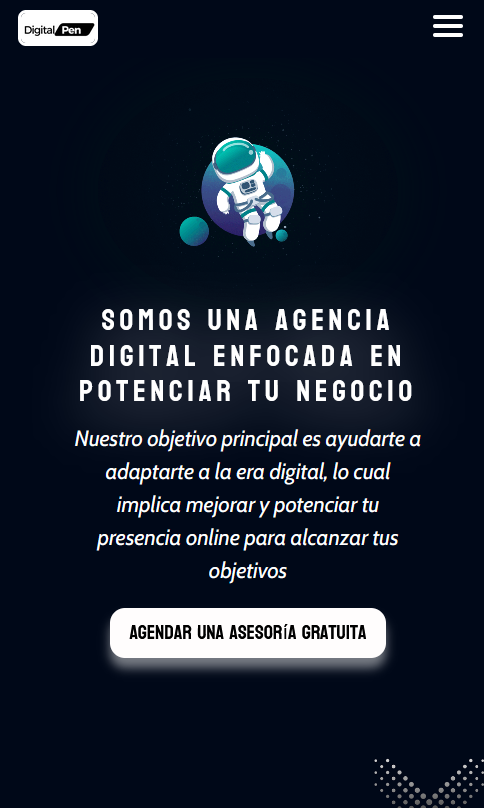 Digital Pen
SOMOS UNA AGENCIA
DIGITAL ENFOCADA EN
POTENCIAR TU NEGOCIO
Nuestro objetivo principal es ayudarte a
adaptarte a la era digital, lo cual
implica mejorar y potenciar tu
presencia online para alcanzar tus
objetivos
AGENDAR UNA ASESORíA GRATUITA